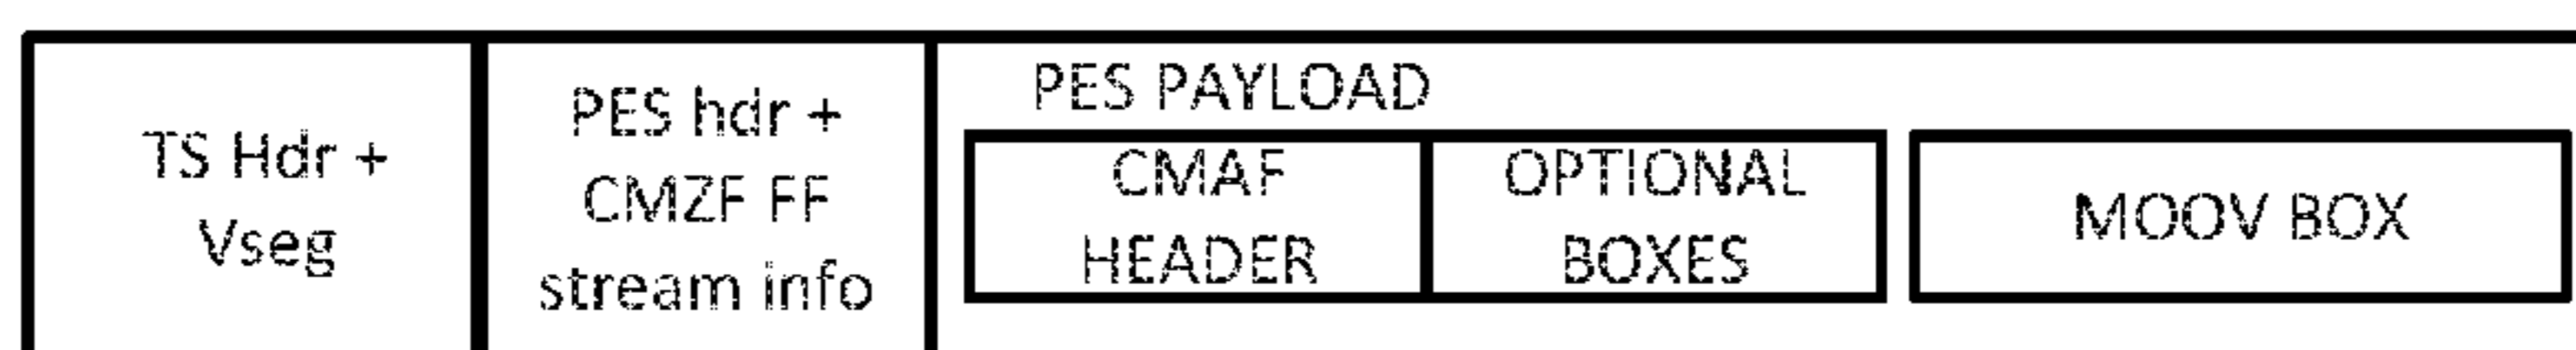 TS Hdr +
Vseg
PES hdr +
CMZF FF
stream info
PES PAYLOAD
CMAF
HEADER
OPTIONAL
BOXES
MOOV BOX